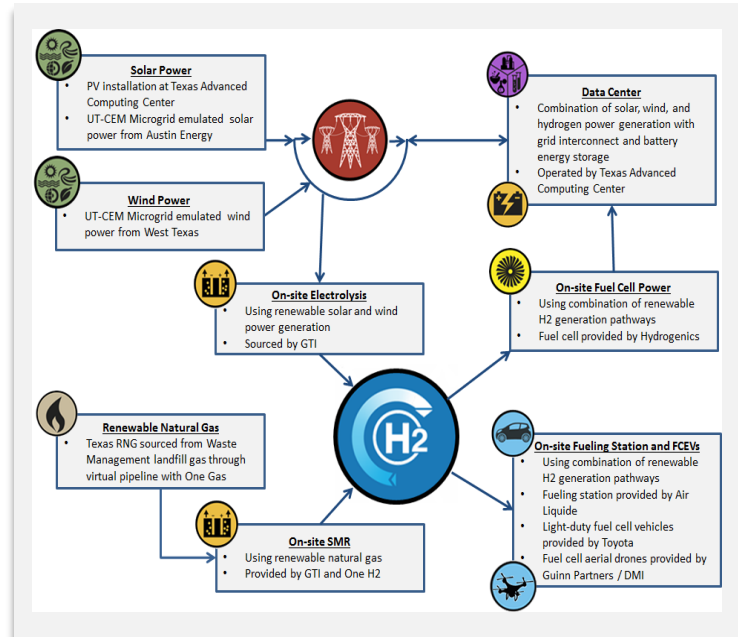 Solar Power
• PV installation at Texas Advanced
Computing Center
• UT-CEM Microgrid emulated solar
power from Austin Energy
Data Center
• Combination of solar, wind, and
hydrogen power generation with
grid interconnect and battery
energy storage
• Operated by Texas Advanced
Computing Center
Wind Power
• UT-CEM Microgrid emulated wind
power from West Texas
On-site Electrolysis
• Using renewable solar and wind
power generation
• Sourced by GTI
On-site Fuel Cell Power
• Using combination of renewable
H2 generation pathways
• Fuel cell provided by Hydrogenics
H2
Renewable Natural Gas
• Texas RNG sourced from Waste
Management landfill gas through
virtual pipeline with One Gas
On-site Fueling Station and FCEVs
• Using combination of renewable
H2 generation pathways
• Fueling station provided by Air
Liquide
• Light-duty fuel cell vehicles
provided by Toyota
• Fuel cell aerial drones provided by
Guinn Partners / DMI
On-site SMR
• Using renewable natural gas
• Provided by GTI and One H2